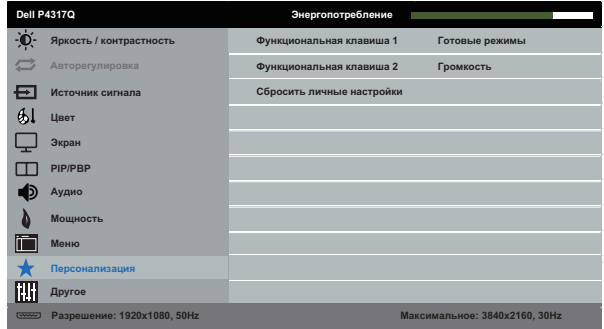 Dell P4317Q Энергопотребление
Яркость / контрастность Функциональная клавиша 1 Готовые режимы
Авторегулировка Функциональная клавиша 2 Громкость
Источник сигнала Сбросить личные настройки
Цвет
Экран
PIP/PBP
Аудио
Мощность
Меню
Персонализация
Другое
Разрешение: 1920x1080, 50Hz Максимальное: 3840x2160, 30Hz